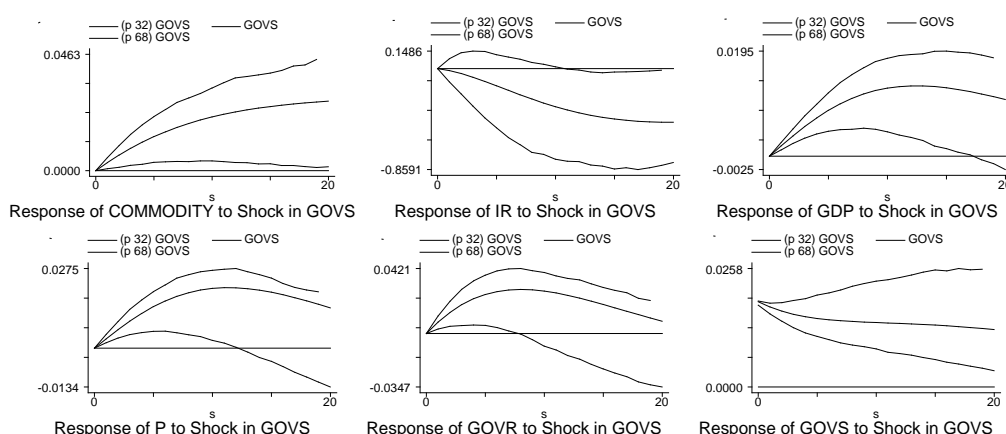 (p 32) GOVS GOVS
(p 68) GOVS
0.0463
0.0000
0 20
s
Response of COMMODITY to Shock in GOVS
(p 32) GOVS GOVS
(p 68) GOVS
0.1486
-0.8591
0 20
s
Response of IR to Shock in GOVS
(p 32) GOVS GOVS
(p 68) GOVS
0.0195
-0.0025
0 20
s
Response of GDP to Shock in GOVS
(p 32) GOVS GOVS
(p 68) GOVS
0.0275
-0.0134
0 20
s
Response of P to Shock in GOVS
(p 32) GOVS GOVS
(p 68) GOVS
0.0421
-0.0347
0 20
s
Response of GOVR to Shock in GOVS
(p 32) GOVS GOVS
(p 68) GOVS
0.0258
0.0000
0 20
s
Response of GOVS to Shock in GOVS